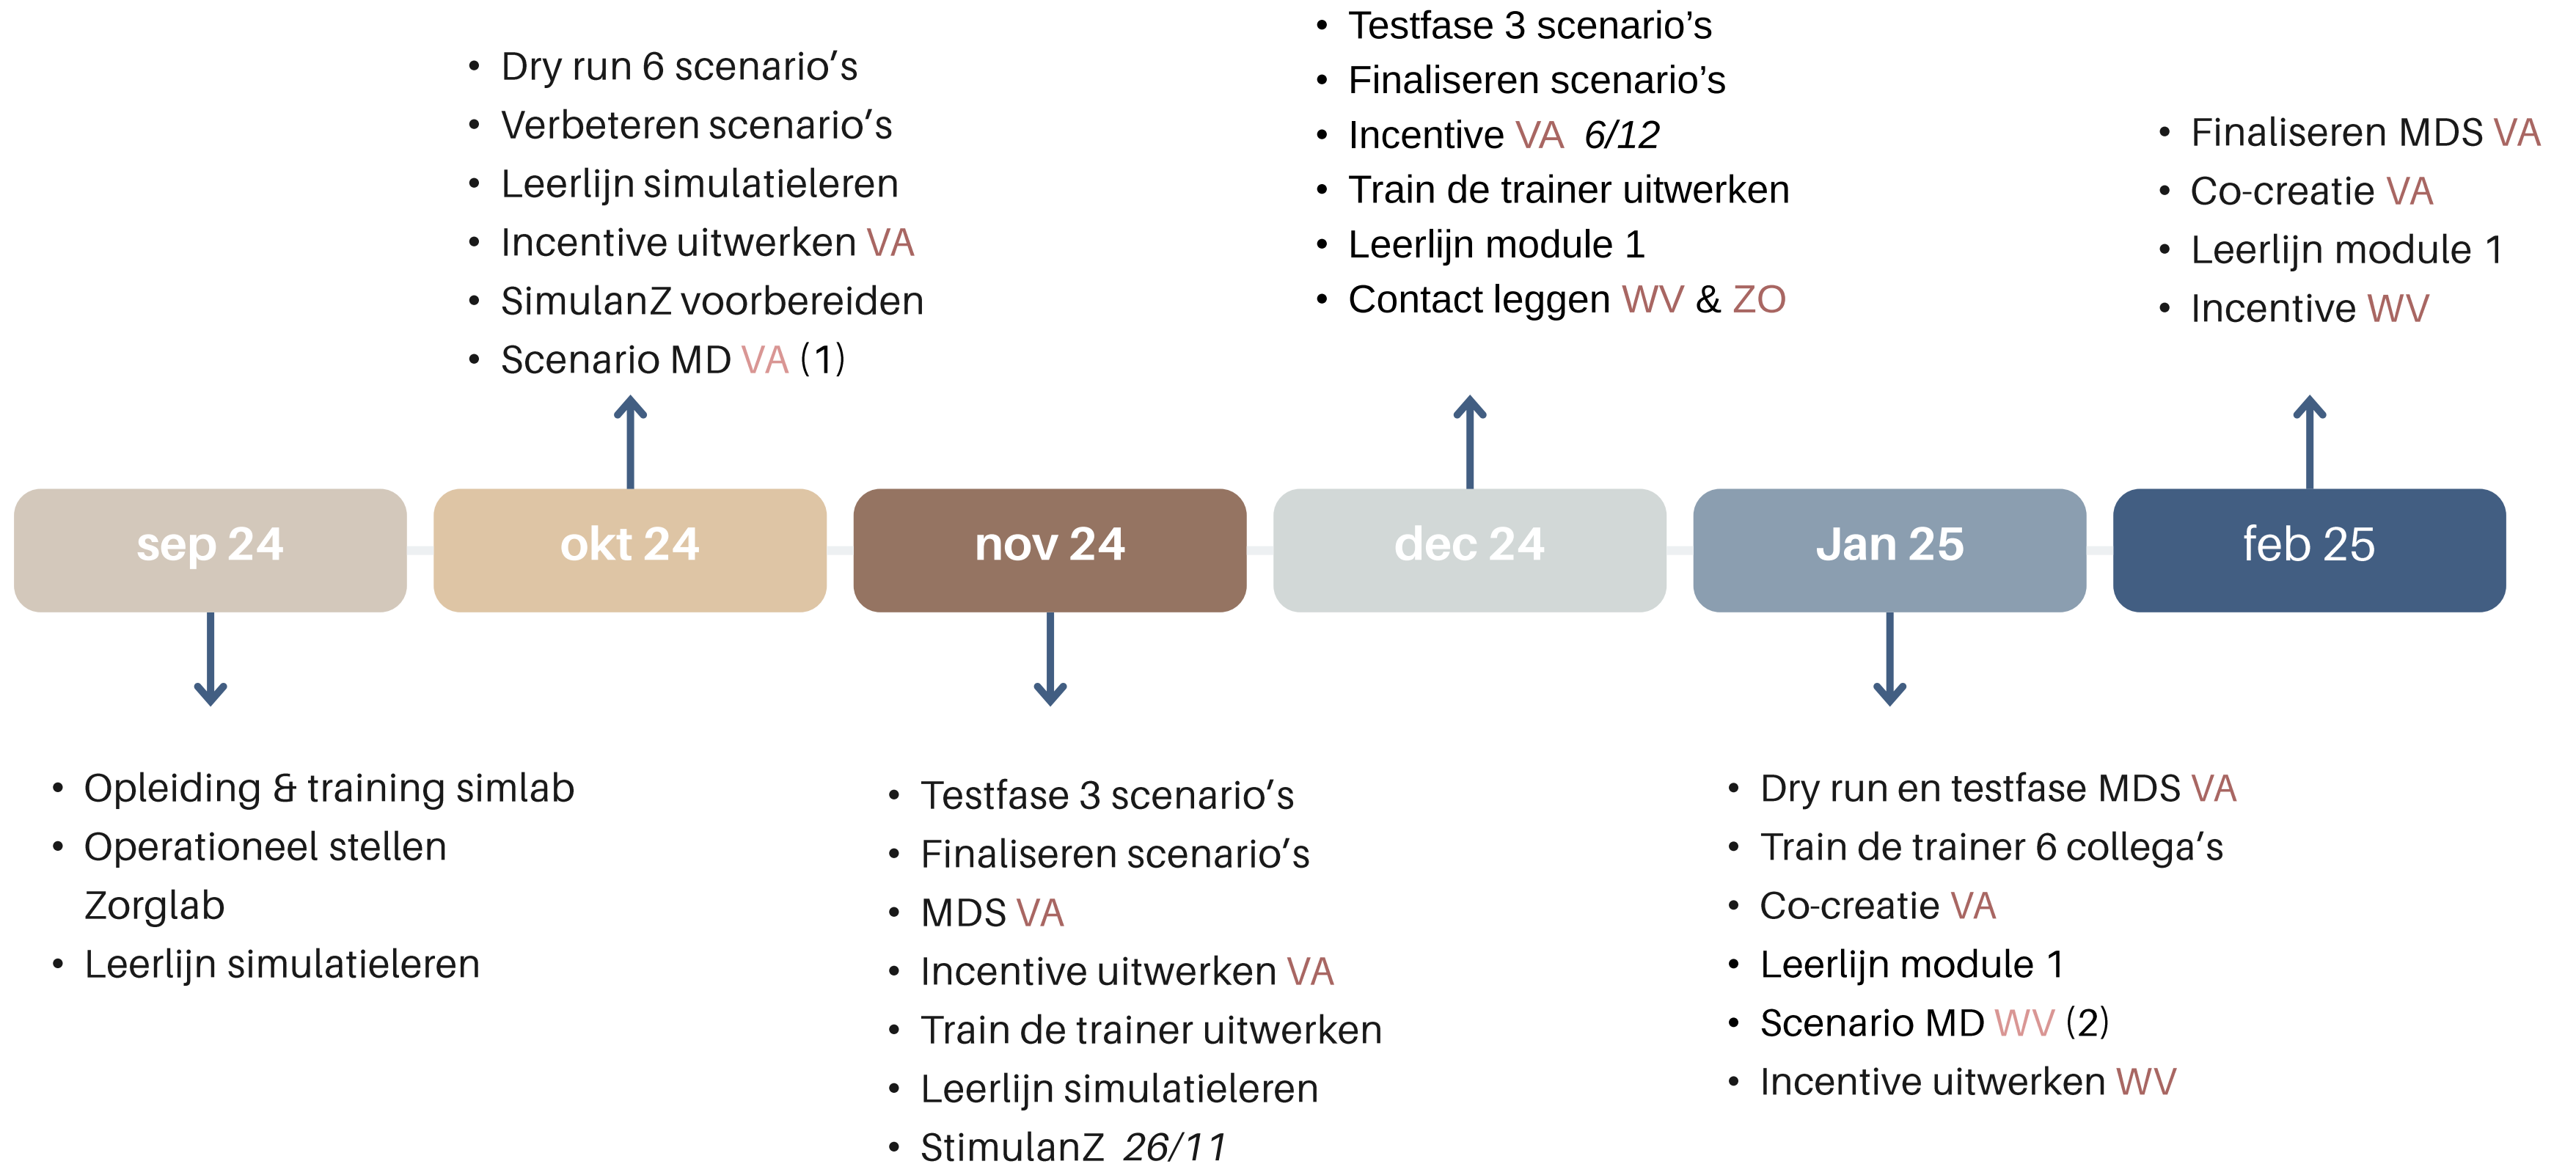 • Dry run 6 scenario’s
• Verbeteren scenario’s
• Leerlijn simulatieleren
• Incentive uitwerken VA
• SimulanZ voorbereiden
• Scenario MD VA (1)
• Testfase 3 scenario’s
• Finaliseren scenario’s
• Incentive VA 6/12
• Train de trainer uitwerken
• Leerlijn module 1
• Contact leggen WV & ZO
• Finaliseren MDS VA
• Co-creatie VA
• Leerlijn module 1
• Incentive WV
sep 24
okt 24
nov 24
dec 24
Jan 25
feb 25
• Opleiding & training simlab
• Operationeel stellen
Zorglab
• Leerlijn simulatieleren
• Testfase 3 scenario’s
• Finaliseren scenario’s
• MDS VA
• Incentive uitwerken VA
• Train de trainer uitwerken
• Leerlijn simulatieleren
• StimulanZ 26/11
• Dry run en testfase MDS VA
• Train de trainer 6 collega’s
• Co-creatie VA
• Leerlijn module 1
• Scenario MD WV (2)
• Incentive uitwerken WV